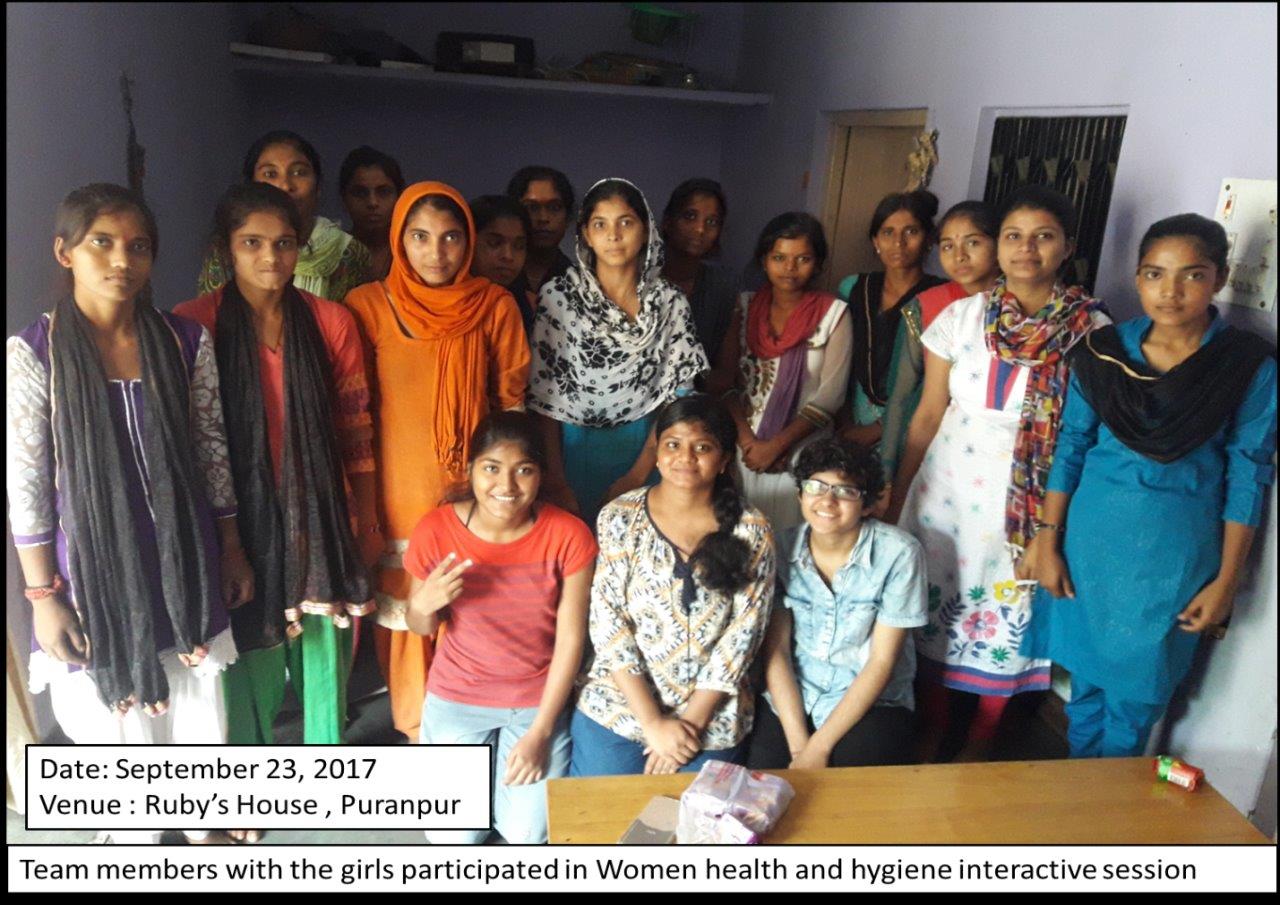 Date: September 23, 2017
Venue : Ruby's House , Puranpur
Team members with the girls participated in Women health and hygiene interactive session